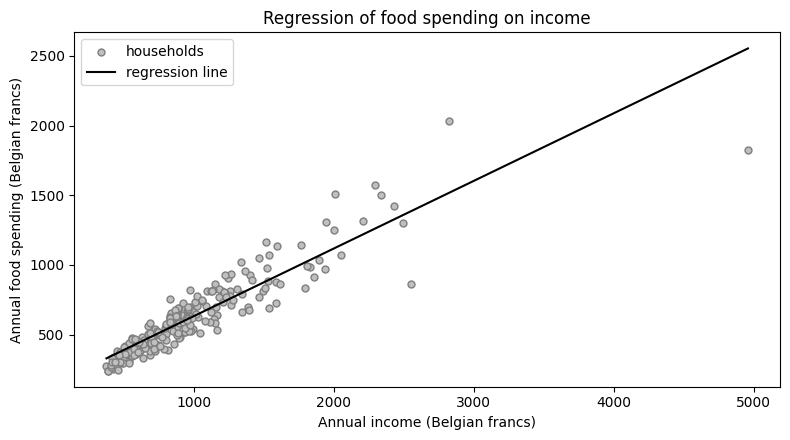 Regression of food spending on income
households
regression line
2500
2000
1500
1000
500
Annual food spending (Belgian francs)
1000 2000 3000 4000 5000
Annual income (Belgian francs)